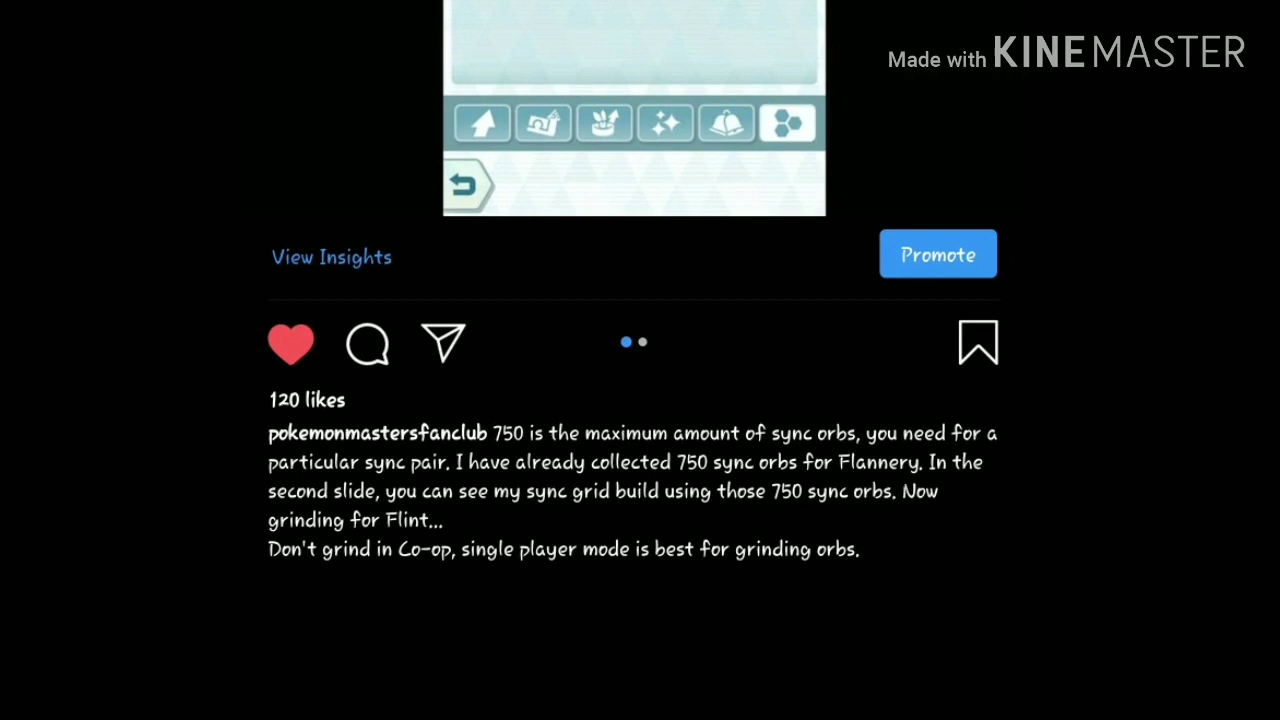 Made with KINEMASTER
View Insights
Promote
120 likes
pokemonmastersfanclub 750 is the maximum amount of sync orbs, you need for a
particular sync pair. I have already collected 750 sync orbs for Flannery. In the
second slide, you can see my sync grid build using those 750 sync orbs. Now
grinding for Flint...
Don't grind in Co-op, single player mode is best for grinding orbs.